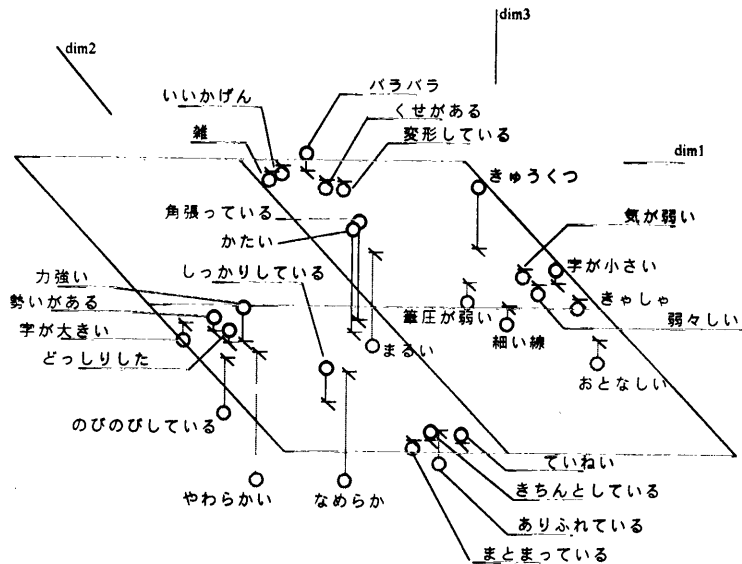 dim3
dim2
バラバラ
いいかげん
くせがある
雑
変形している
dim1
きゅうくつ
角張っている
気が弱い
かたい
しっかりしている
字が小さい
力強い
勢いがある
きゃしゃ
筆圧が弱い
弱々しい
字が大きい
細い線
まるい
どっしりした
おとなしい
のびのびしている
ていねい
やわらかい
なめらか
きちんとしている
ありふれている
まとまっている